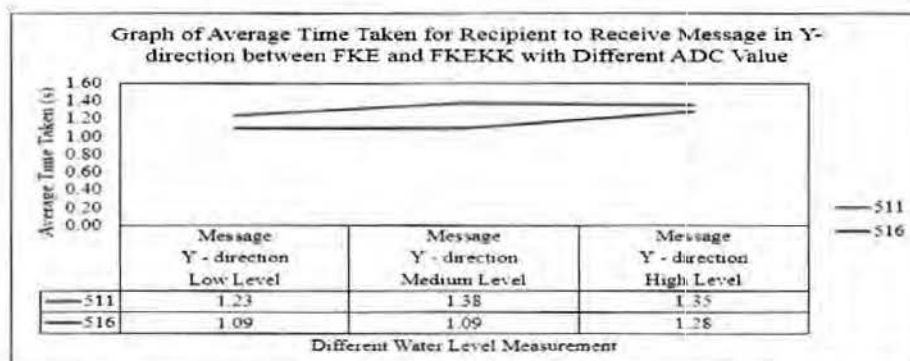 Graph of Average Time Taken for Recipient to Receive Message in Y-
direction between FKE and FKEKK with Different ADC Value
Average Time Taken (s)
1.60
1.40
1.20
1.00
0.80
0.60
0.40
0.20
0.00
Message Message Message
Y - direction Y - direction Y - direction
Low Level Medium Level High Level
511 1.23 1.38 1.35
516 1.09 1.09 1.28
Different Water Level Measurement
511
516